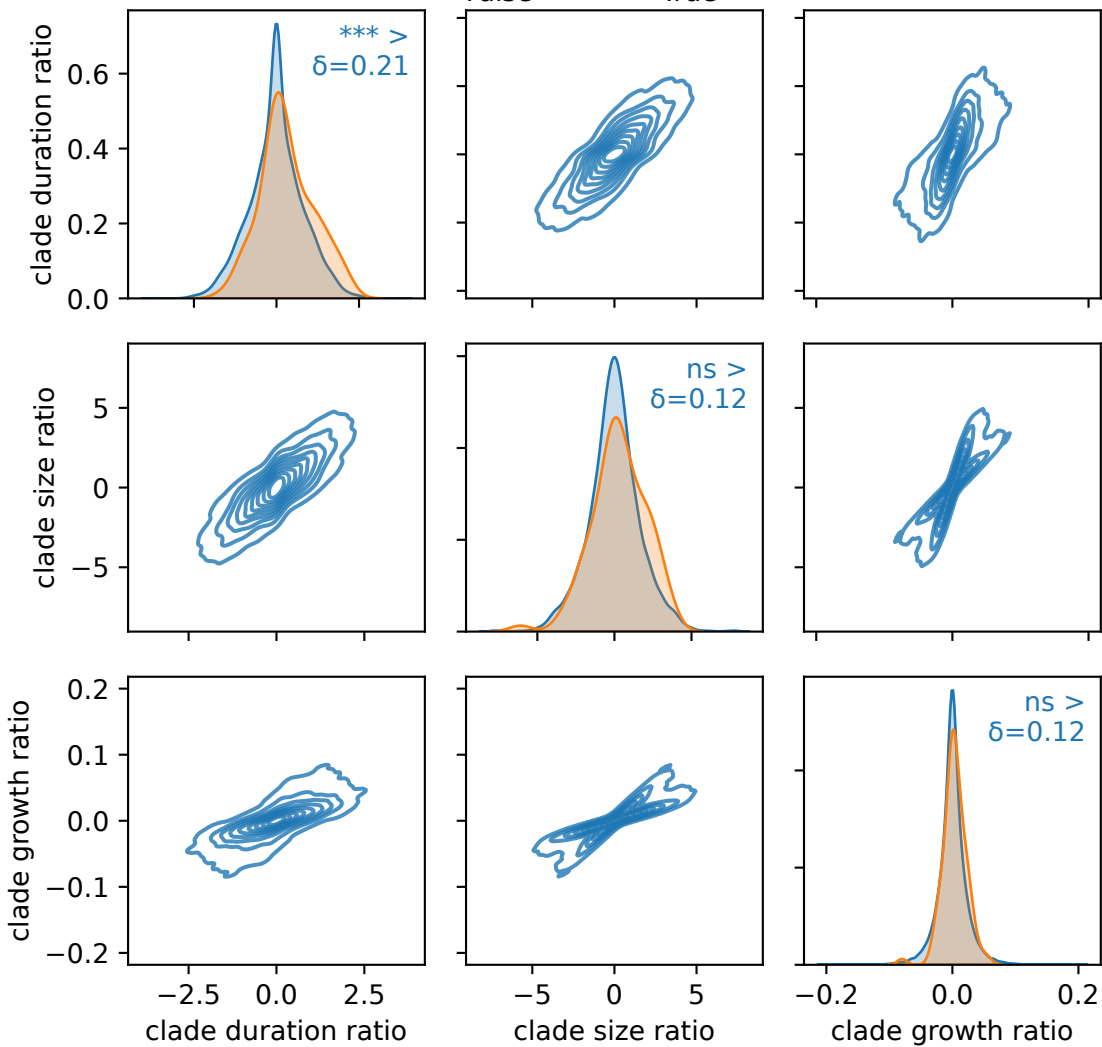 clade duration ratio
0.6
0.4
0.2
0.0
*** >
δ=0.21
clade size ratio
5
0
−5
ns >
δ=0.12
clade growth ratio
0.2
0.1
0.0
−0.1
−0.2
ns >
δ=0.12
−2.5 0.0 2.5
clade duration ratio
−5 0 5
clade size ratio
−0.2 0.0 0.2
clade growth ratio